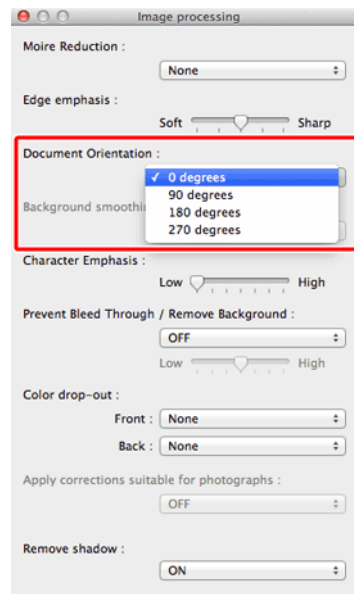 Image processing
Moire Reduction :
None
Edge emphasis :
Soft Sharp
Document Orientation :
✓ 0 degrees
90 degrees
180 degrees
270 degrees
Background smoothi
Character Emphasis :
Low High
Prevent Bleed Through / Remove Background :
OFF
Low High
Color drop-out :
Front : None
Back : None
Apply corrections suitable for photographs :
OFF
Remove shadow :
ON